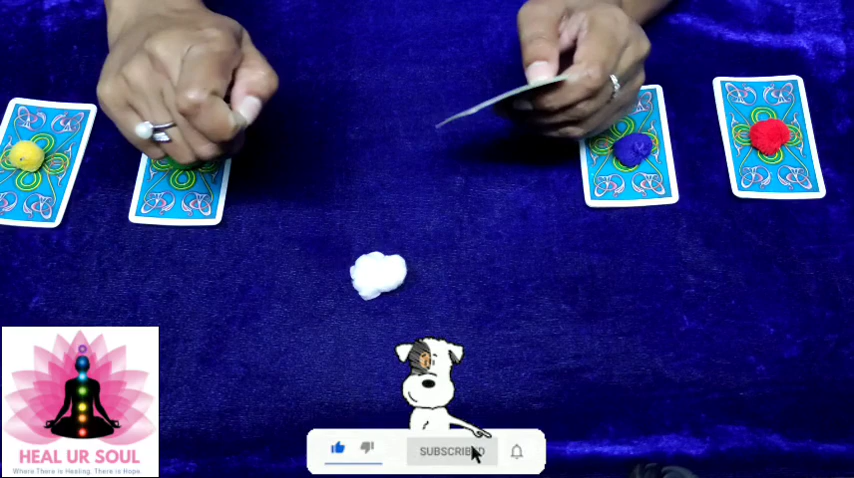 HEAL UR SOUL
Where There is Healing, There is Hope
SUBSCRIBED